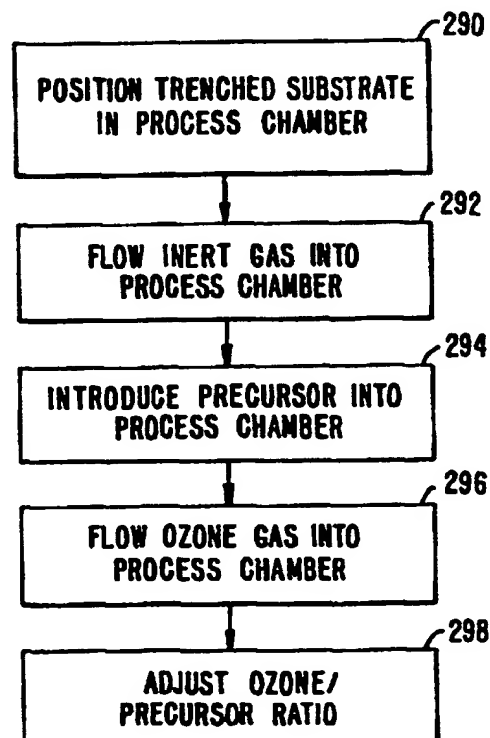 290
POSITION TRENCHED SUBSTRATE
IN PROCESS CHAMBER
292
FLOW INERT GAS INTO
PROCESS CHAMBER
294
INTRODUCE PRECURSOR INTO
PROCESS CHAMBER
296
FLOW OZONE GAS INTO
PROCESS CHAMBER
298
ADJUST OZONE/
PRECURSOR RATIO